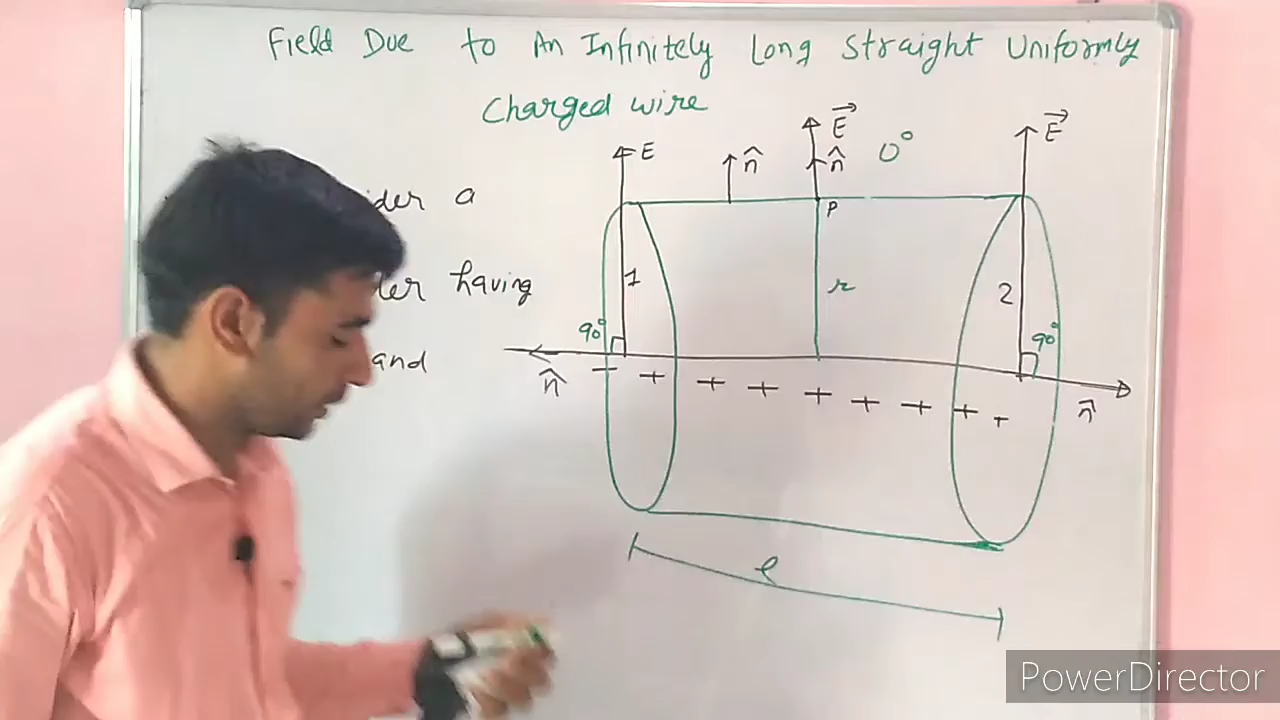 Field Due to An Infinitely Long Straight Uniformly
Charged wire
der a
ter having
and
E
n̂
E⃗
n̂
0°
E⃗
P
1
r
2
90°
90°
n̂
n⃗
+ + + + + + + +
l
PowerDirector